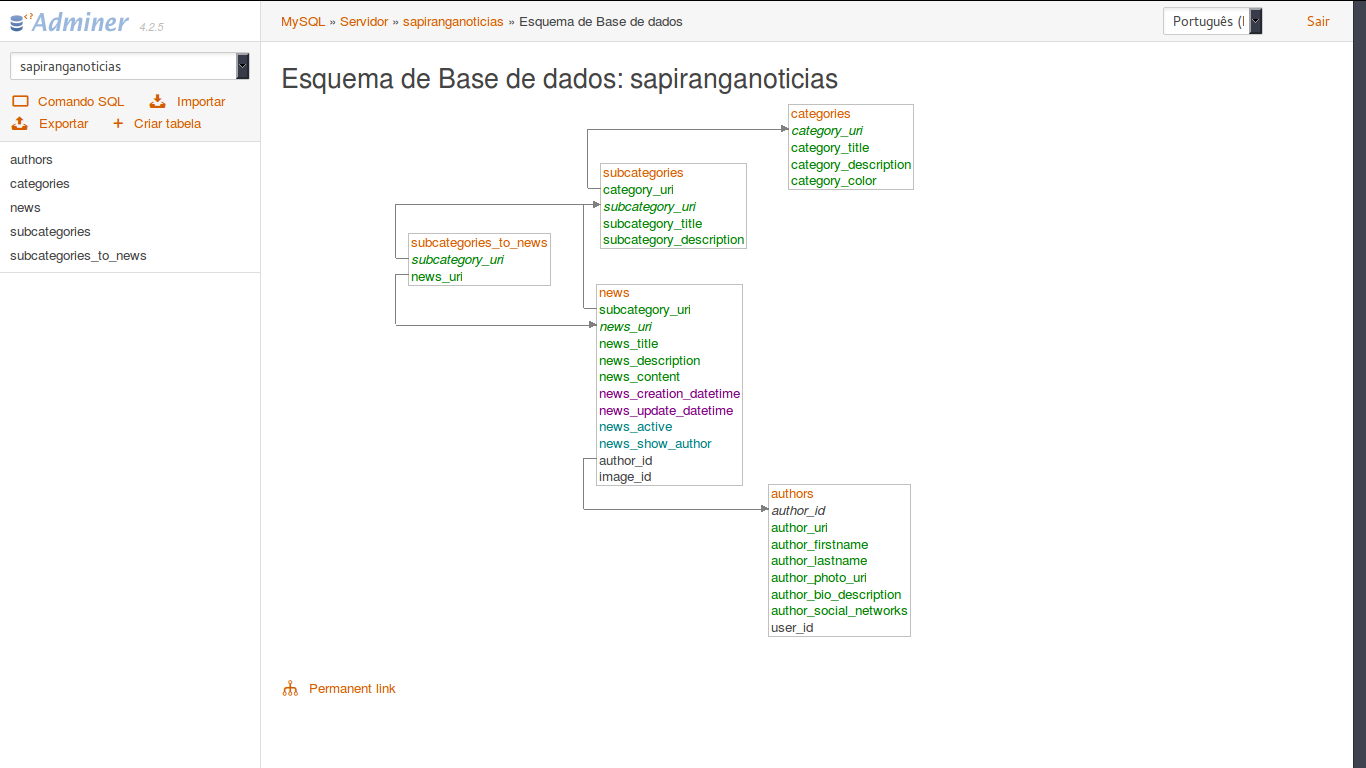 Adminer 4.2.5
sapiranganoticias
Comando SQL Importar
Exportar + Criar tabela
authors
categories
news
subcategories
subcategories_to_news
MySQL » Servidor » sapiranganoticias » Esquema de Base de dados
Português (
Sair
Esquema de Base de dados: sapiranganoticias
categories
category_uri
category_title
category_description
category_color
subcategories
category_uri
subcategory_uri
subcategory_title
subcategory_description
subcategories_to_news
subcategory_uri
news_uri
news
subcategory_uri
news_uri
news_title
news_description
news_content
news_creation_datetime
news_update_datetime
news_active
news_show_author
author_id
image_id
authors
author_id
author_uri
author_firstname
author_lastname
author_photo_uri
author_bio_description
author_social_networks
user_id
Permanent link